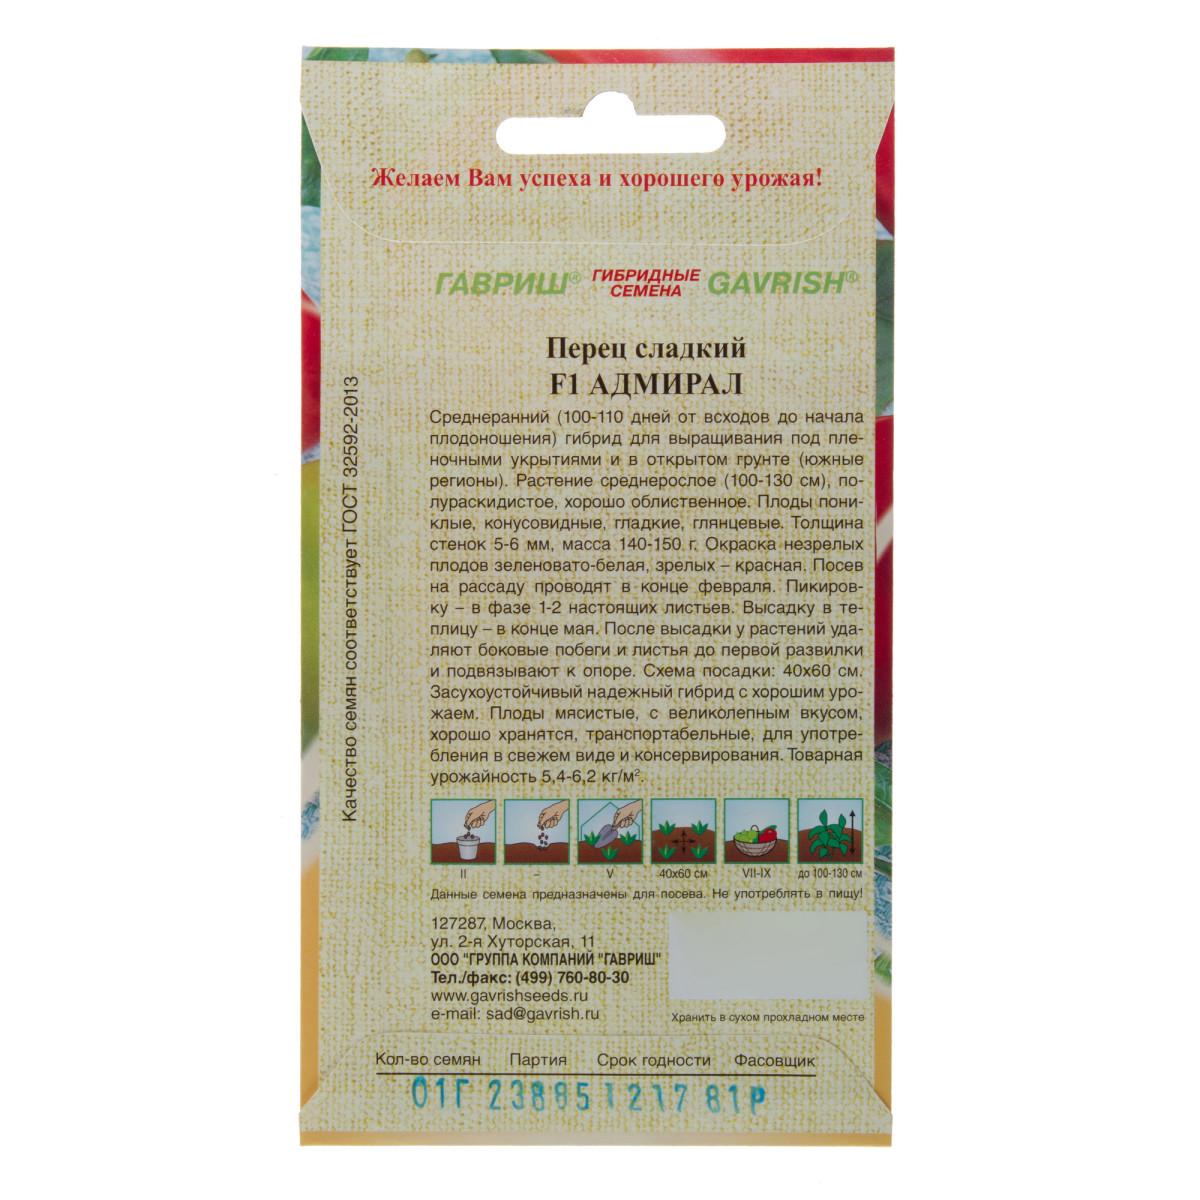 Желаем Вам успеха и хорошего урожая!
ГАВРИШ® ГИБРИДНЫЕ СЕМЕНА GAVRISH®
Перец сладкий
F1 АДМИРАЛ
Среднеранний (100-110 дней от всходов до начала
плодоношения) гибрид для выращивания под пле-
ночными укрытиями и в открытом грунте (южные
регионы). Растение среднерослое (100-130 см), по-
лураскидистое, хорошо облиственное. Плоды пони-
клые, конусовидные, гладкие, глянцевые. Толщина
стенок 5-6 мм, масса 140-150 г. Окраска незрелых
плодов зеленовато-белая, зрелых – красная. Посев
на рассаду проводят в конце февраля. Пикиров-
ку – в фазе 1-2 настоящих листьев. Высадку в те-
плицу – в конце мая. После высадки у растений уда-
ляют боковые побеги и листья до первой развилки
и подвязывают к опоре. Схема посадки: 40х60 см.
Засухоустойчивый надежный гибрид с хорошим уро-
жаем. Плоды мясистые, с великолепным вкусом,
хорошо хранятся, транспортабельные, для употре-
бления в свежем виде и консервирования. Товарная
урожайность 5,4-6,2 кг/м².
II – V 40х60 см VII-IX до 100-130 см
Данные семена предназначены для посева. Не употреблять в пищу!
127287, Москва,
ул. 2-я Хуторская, 11
ООО "ГРУППА КОМПАНИЙ "ГАВРИШ"
Тел./факс: (499) 760-80-30
www.gavrishseeds.ru
e-mail: sad@gavrish.ru
Хранить в сухом прохладном месте
Кол-во семян Партия Срок годности Фасовщик
01Г 23885 1217 81Р
Качество семян соответствует ГОСТ 32592-2013